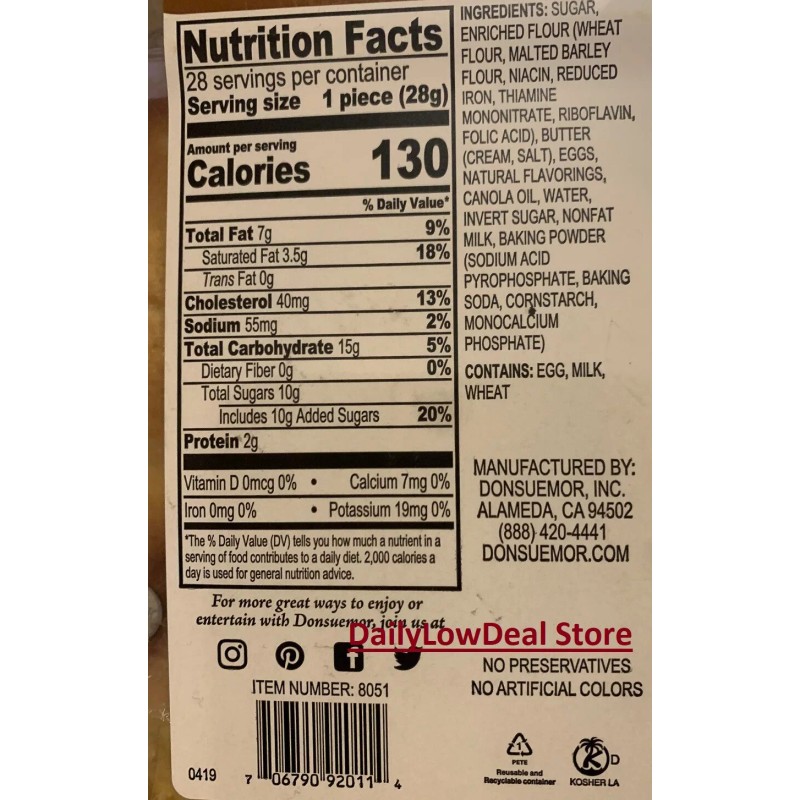 Nutrition Facts
28 servings per container
Serving size 1 piece (28g)
Amount per serving
Calories 130
% Daily Value*
Total Fat 7g 9%
Saturated Fat 3.5g 18%
Trans Fat 0g
Cholesterol 40mg 13%
Sodium 55mg 2%
Total Carbohydrate 15g 5%
Dietary Fiber 0g 0%
Total Sugars 10g
Includes 10g Added Sugars 20%
Protein 2g
Vitamin D 0mcg 0% • Calcium 7mg 0%
Iron 0mg 0% • Potassium 19mg 0%
*The % Daily Value (DV) tells you how much a nutrient in a
serving of food contributes to a daily diet. 2,000 calories a
day is used for general nutrition advice.
INGREDIENTS: SUGAR,
ENRICHED FLOUR (WHEAT
FLOUR, MALTED BARLEY
FLOUR, NIACIN, REDUCED
IRON, THIAMINE
MONONITRATE, RIBOFLAVIN,
FOLIC ACID), BUTTER
(CREAM, SALT), EGGS,
NATURAL FLAVORINGS,
CANOLA OIL, WATER,
INVERT SUGAR, NONFAT
MILK, BAKING POWDER
(SODIUM ACID
PYROPHOSPHATE, BAKING
SODA, CORNSTARCH,
MONOCALCIUM
PHOSPHATE)
CONTAINS: EGG, MILK,
WHEAT
MANUFACTURED BY:
DONSUEMOR, INC.
ALAMEDA, CA 94502
(888) 420-4441
DONSUEMOR.COM
For more great ways to enjoy or
entertain with Donsuemor, join us at
DailyLowDeal Store
NO PRESERVATIVES
NO ARTIFICIAL COLORS
ITEM NUMBER: 8051
0419
7 06790 92011 4
1
PETE
Reusable and
Recyclable container
K D
KOSHER LA